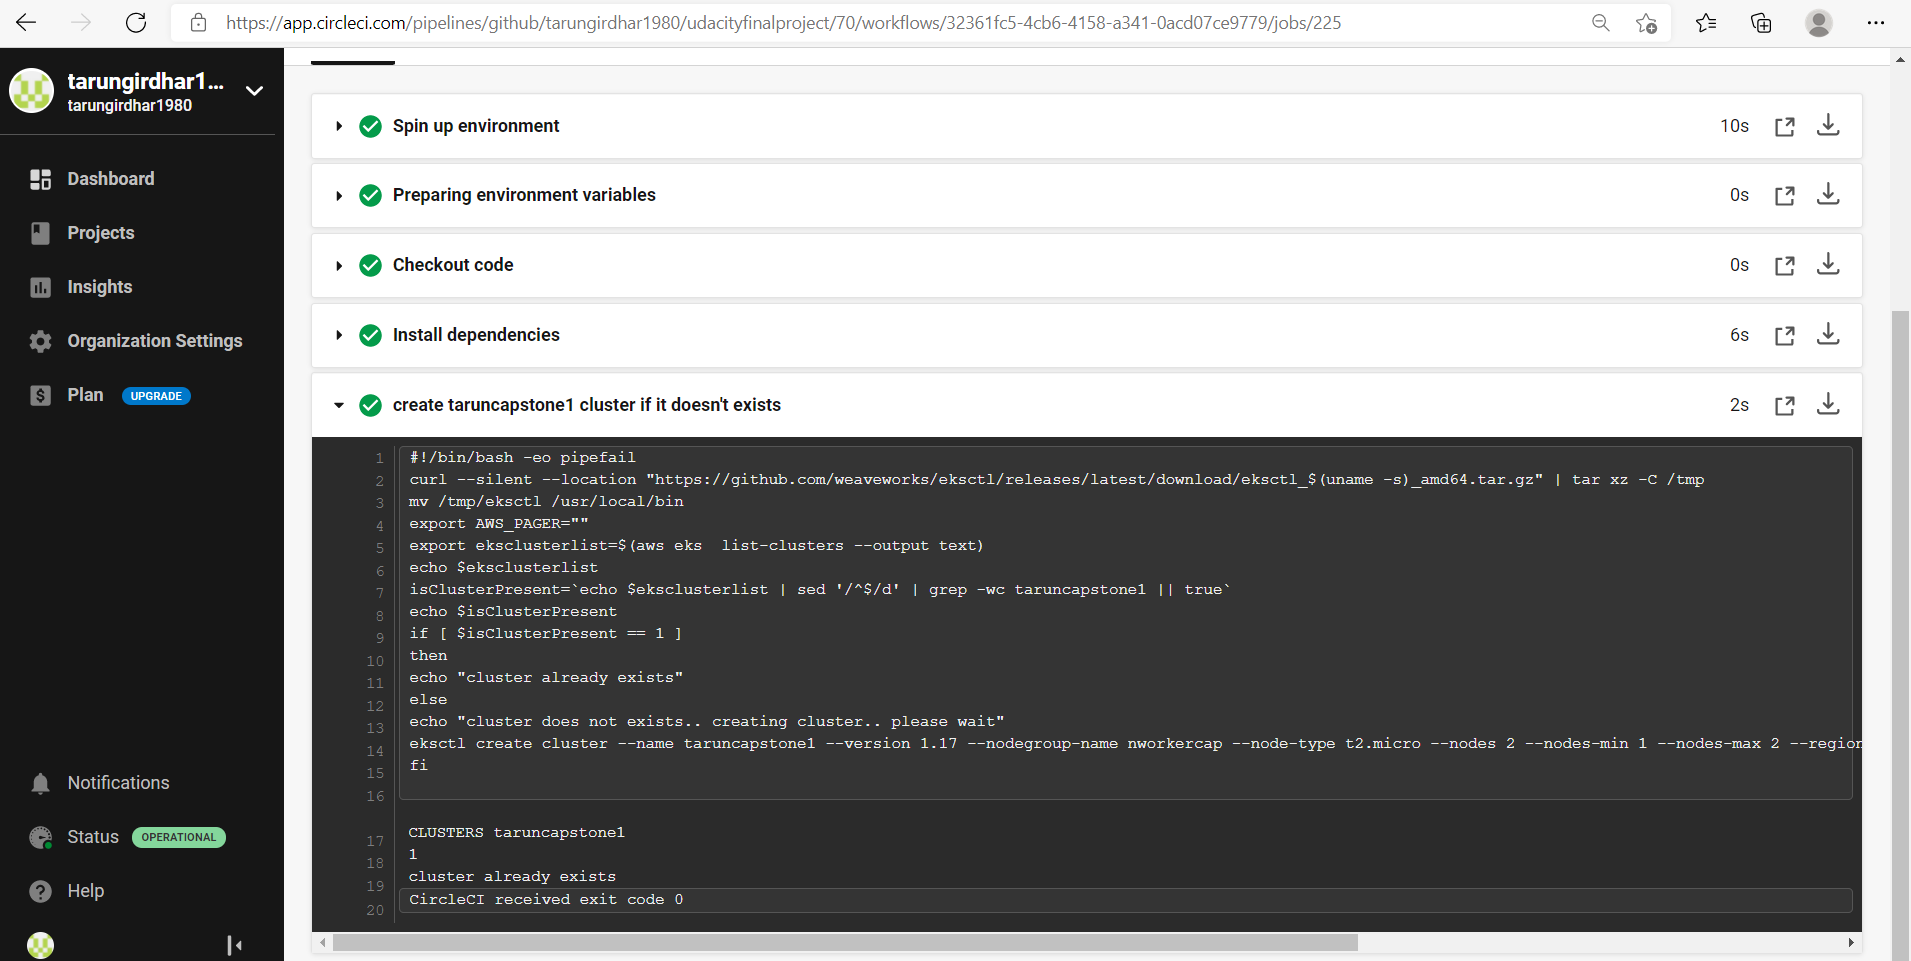 https://app.circleci.com/pipelines/github/tarungirdhar1980/udacityfinalproject/70/workflows/32361fc5-4cb6-4158-a341-0acd07ce9779/jobs/225
tarungirdhar1...
tarungirdhar1980
Dashboard
Projects
Insights
Organization Settings
Plan UPGRADE
Notifications
Status OPERATIONAL
Help
Spin up environment 10s
Preparing environment variables 0s
Checkout code 0s
Install dependencies 6s
create taruncapstone1 cluster if it doesn't exists 2s
1 #!/bin/bash -eo pipefail
2 curl --silent --location "https://github.com/weaveworks/eksctl/releases/latest/download/eksctl_$(uname -s)_amd64.tar.gz" | tar xz -C /tmp
3 mv /tmp/eksctl /usr/local/bin
4 export AWS_PAGER=""
5 export eksclusterlist=$(aws eks  list-clusters --output text)
6 echo $eksclusterlist
7 isClusterPresent=`echo $eksclusterlist | sed '/^$/d' | grep -wc taruncapstone1 || true`
8 echo $isClusterPresent
9 if [ $isClusterPresent == 1 ]
10 then
11 echo "cluster already exists"
12 else
13 echo "cluster does not exists.. creating cluster.. please wait"
14 eksctl create cluster --name taruncapstone1 --version 1.17 --nodegroup-name nworkercap --node-type t2.micro --nodes 2 --nodes-min 1 --nodes-max 2 --region
15 fi
16
17 CLUSTERS taruncapstone1
18 1
19 cluster already exists
20 CircleCI received exit code 0